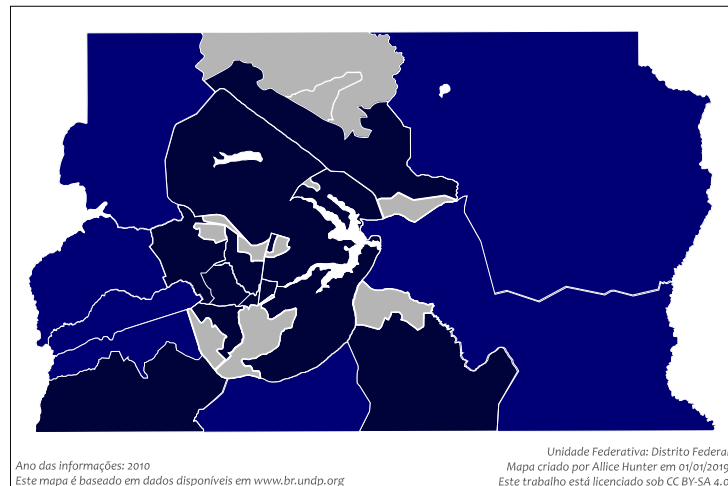 Ano das informações: 2010
Este mapa é baseado em dados disponíveis em www.br.undp.org
Unidade Federativa: Distrito Federal
Mapa criado por Allice Hunter em 01/01/2019
Este trabalho está licenciado sob CC BY-SA 4.0